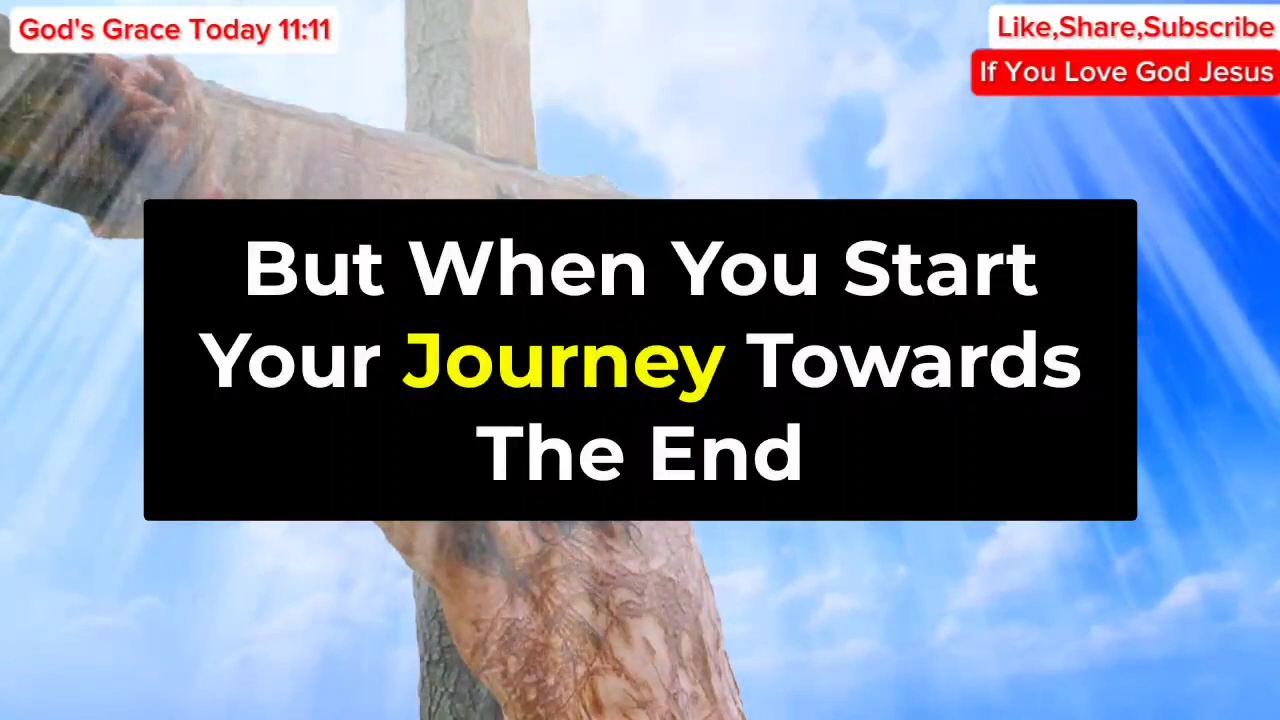 God's Grace Today 11:11
Like,Share,Subscribe
If You Love God Jesus
But When You Start
Your Journey Towards
The End